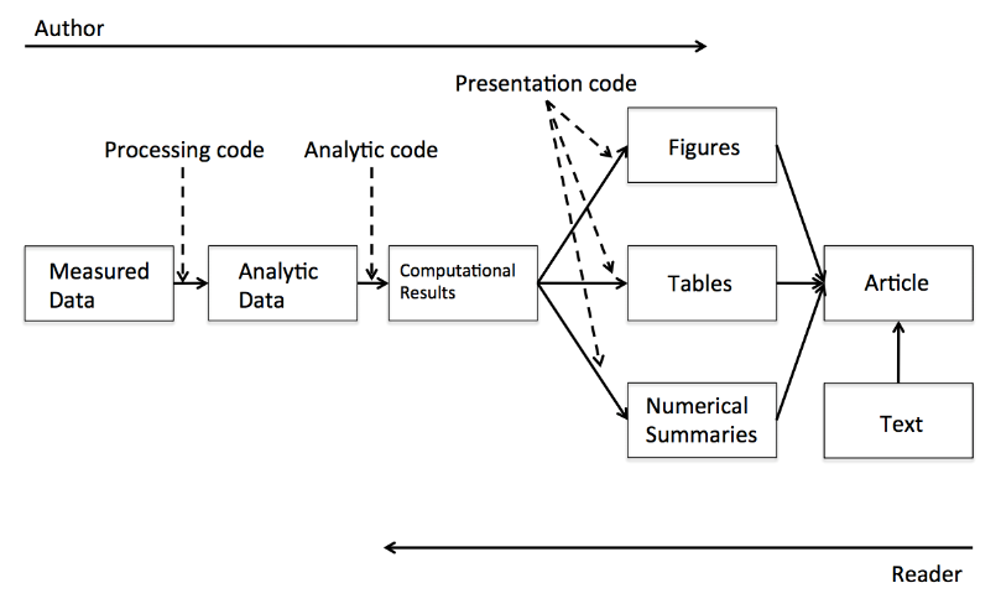 Author
Presentation code
Processing code
Analytic code
Figures
Measured
Data
Analytic
Data
Computational
Results
Tables
Article
Numerical
Summaries
Text
Reader